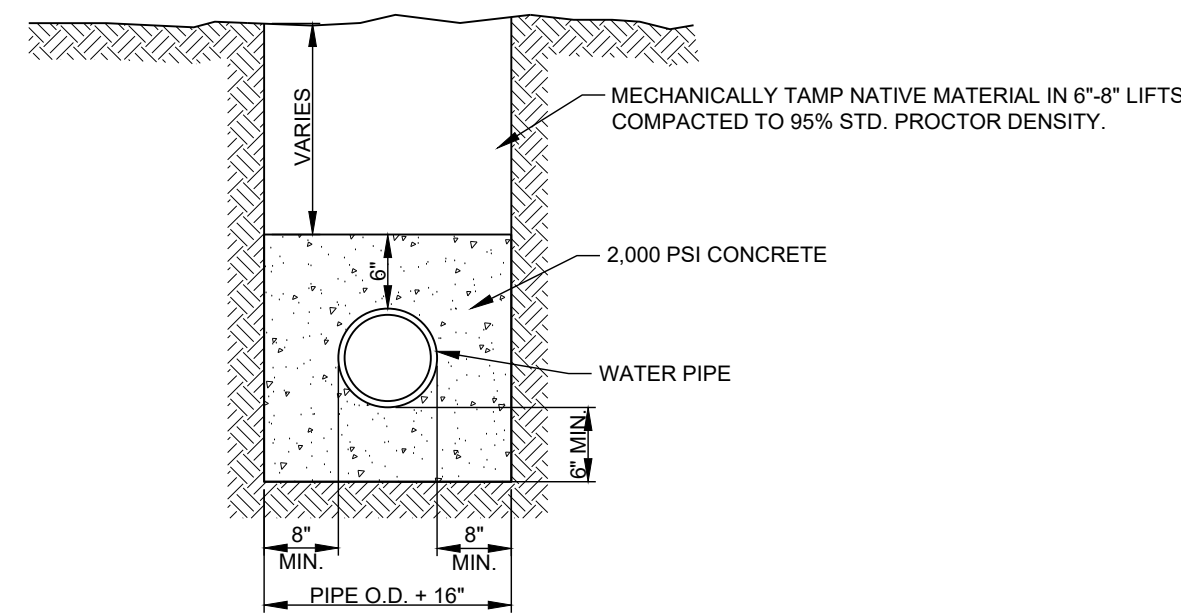 MECHANICALLY TAMP NATIVE MATERIAL IN 6"-8" LIFTS
COMPACTED TO 95% STD. PROCTOR DENSITY.
VARIES
2,000 PSI CONCRETE
6"
WATER PIPE
6" MIN.
8"
MIN.
8"
MIN.
PIPE O.D. + 16"